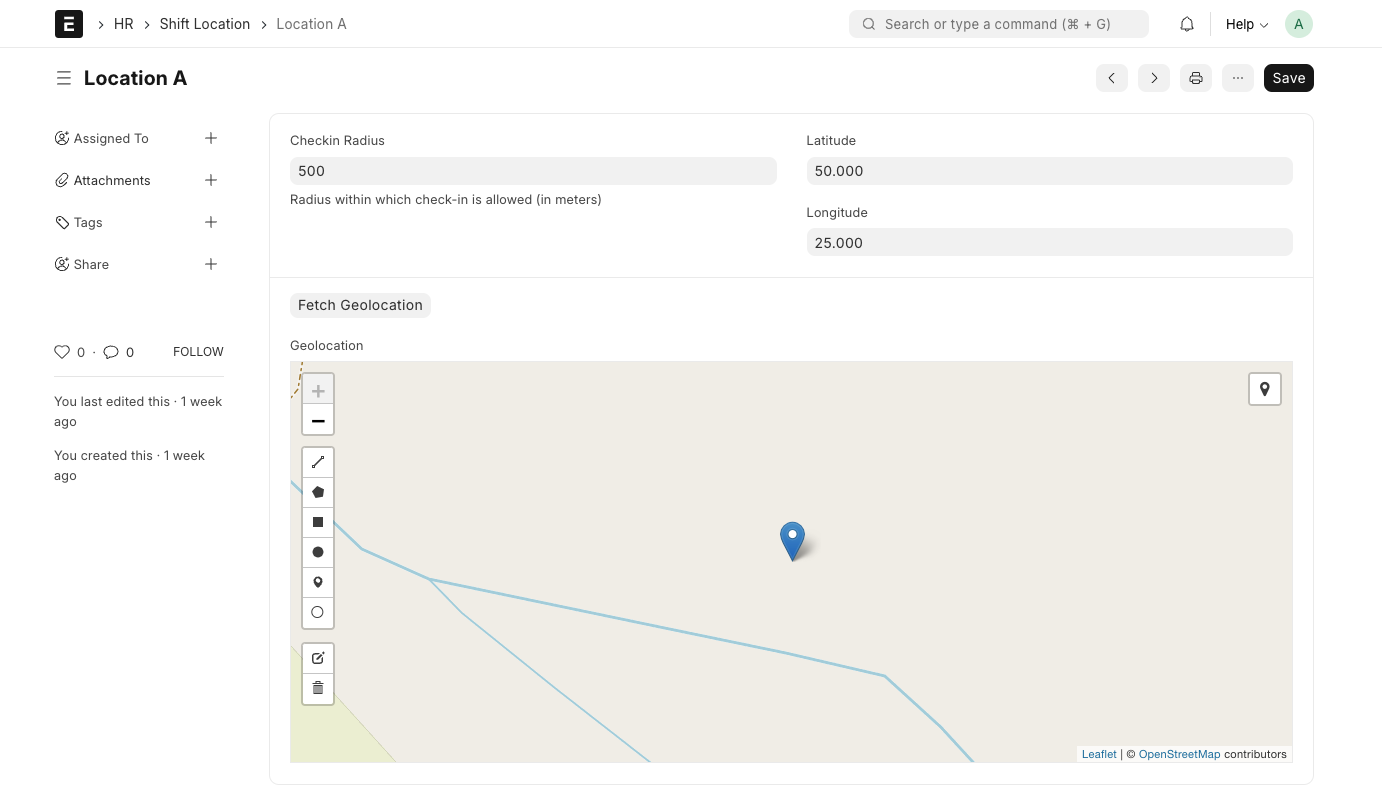 E
HR
Shift Location
Location A
Search or type a command (⌘ + G)
Help
A
Location A
Save
Assigned To
Attachments
Tags
Share
0 · 0
FOLLOW
You last edited this · 1 week
ago
You created this · 1 week
ago
Checkin Radius
500
Radius within which check-in is allowed (in meters)
Latitude
50.000
Longitude
25.000
Fetch Geolocation
Geolocation
Leaflet | © OpenStreetMap contributors